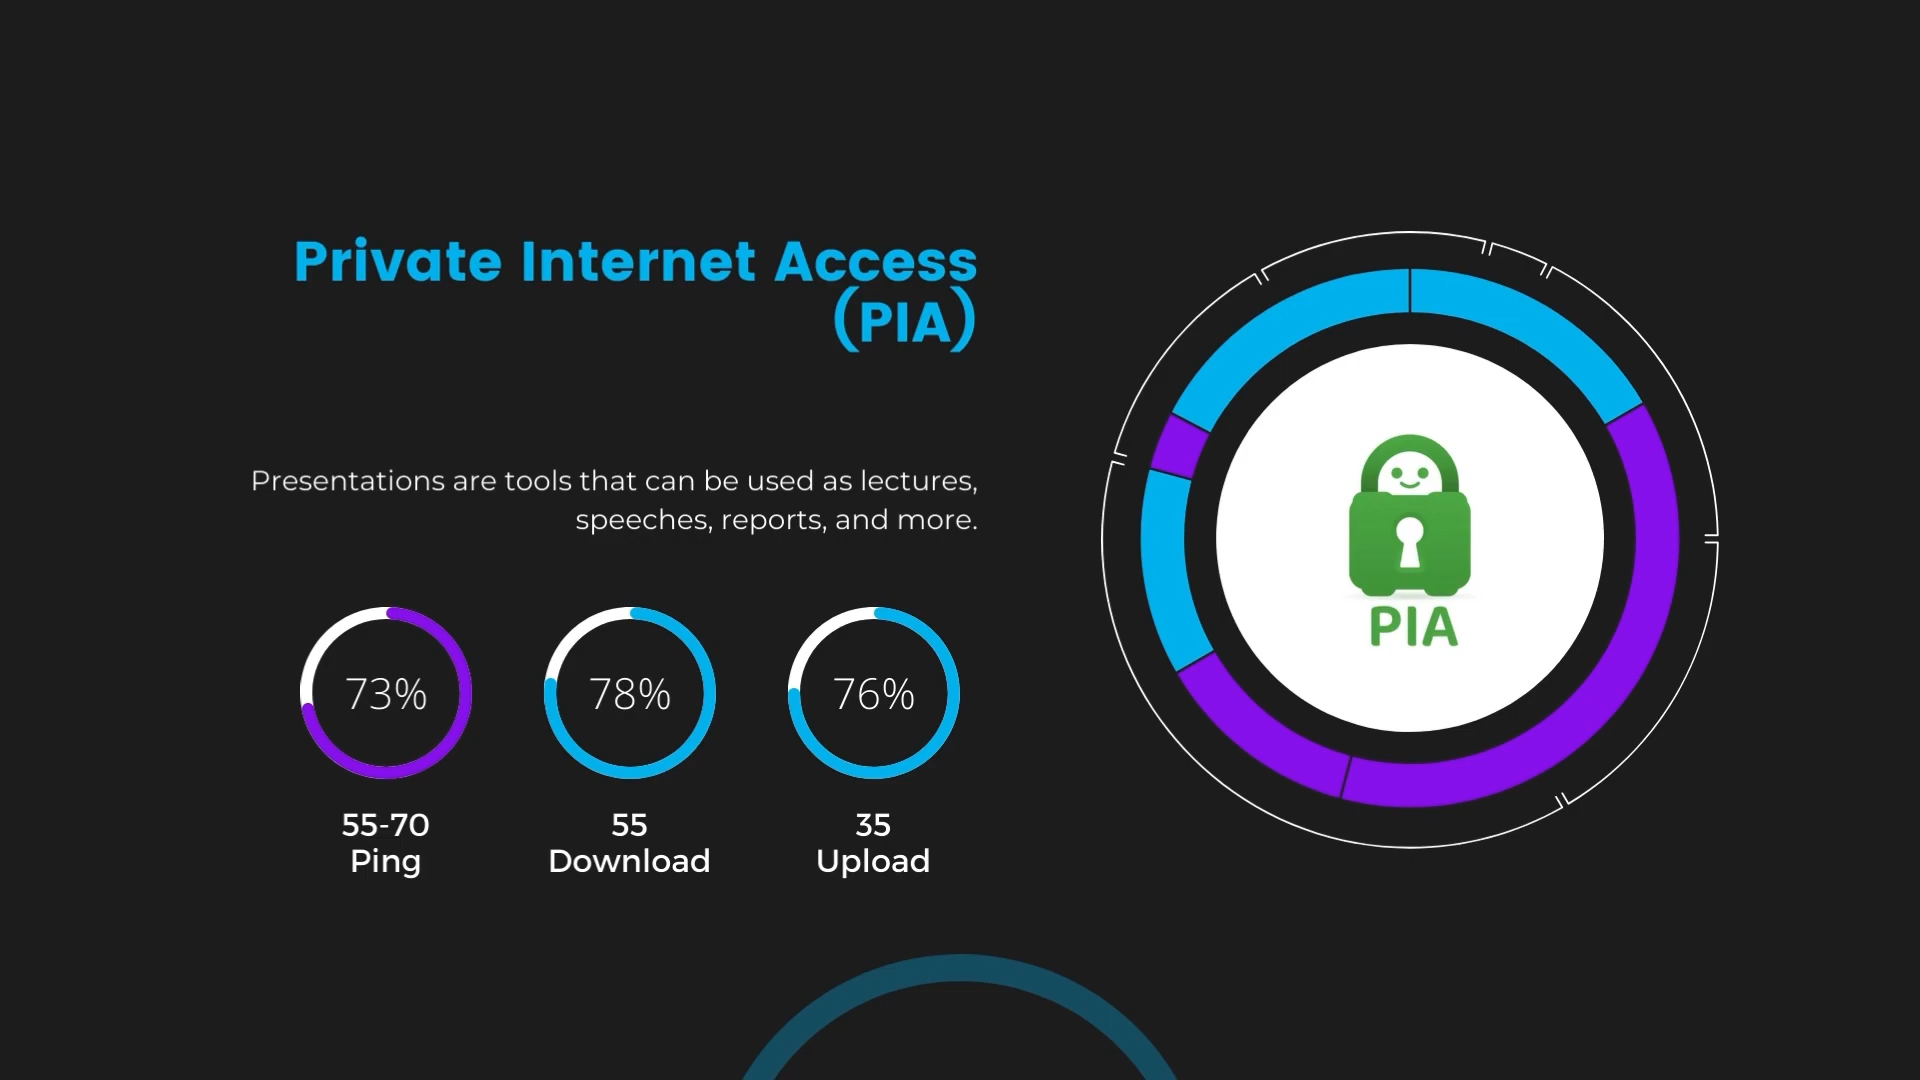 Private Internet Access
(PIA)
Presentations are tools that can be used as lectures,
speeches, reports, and more.
73%
78%
76%
55-70
Ping
55
Download
35
Upload
PIA